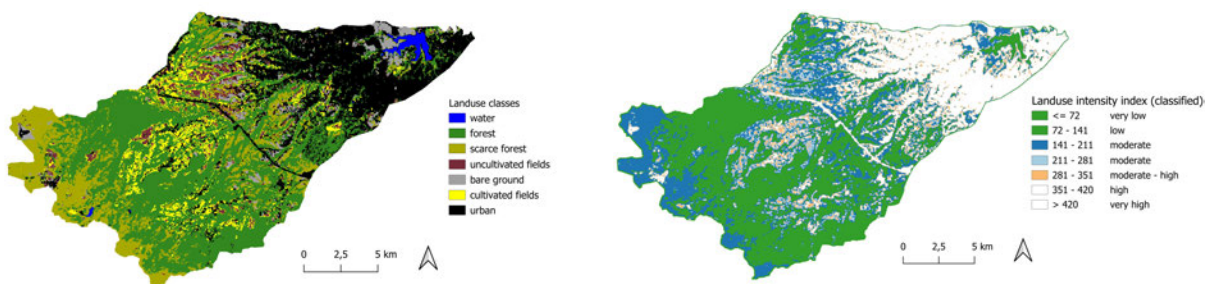 Landuse classes
water
forest
scarce forest
uncultivated fields
bare ground
cultivated fields
urban
0 2,5 5 km
Landuse intensity index (classified)
<= 72 very low
72 - 141 low
141 - 211 moderate
211 - 281 moderate
281 - 351 moderate - high
351 - 420 high
> 420 very high
0 2,5 5 km